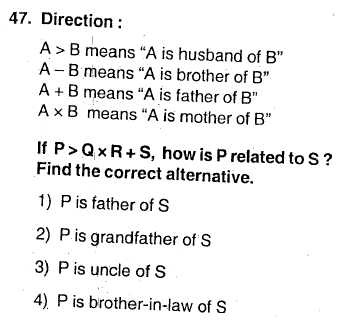 47. Direction :
A > B means “A is husband of B”
A – B means “A is brother of B”
A + B means “A is father of B”
A × B means “A is mother of B”
If P > Q × R + S, how is P related to S ?
Find the correct alternative.
1) P is father of S
2) P is grandfather of S
3) P is uncle of S
4) P is brother-in-law of S